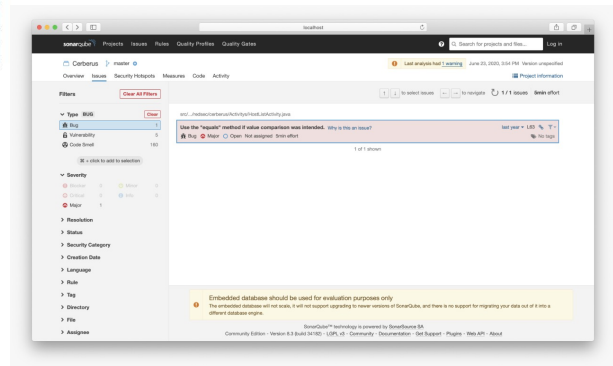 localhost
sonarqube Projects Issues Rules Quality Profiles Quality Gates Search for projects and files... Log in
Cerberus master Last analysis had 1 warning June 23, 2020, 3:54 PM Version unspecified
Overview Issues Security Hotspots Measures Code Activity Project information
Filters Clear All Filters
to select issues to navigate 1 / 1 issues 5min effort
Type BUG Clear
Bug 1
Vulnerability 5
Code Smell 160
⌘ + click to add to selection
Severity
Blocker 0 Minor 0
Critical 0 Info 0
Major 1
Resolution
Status
Security Category
Creation Date
Language
Rule
Tag
Directory
File
Assignee
HostListActivity.java
Use the "equals" method if value comparison was intended. Why is this an issue? last year L63
Bug Major Open Not assigned 5min effort No tags
1 of 1 shown
Embedded database should be used for evaluation purposes only
The embedded database will not scale, it will not support upgrading to newer versions of SonarQube, and there is no support for migrating your data out of it into a
different database engine.
SonarQube™ technology is powered by SonarSource SA
Community Edition - Version 8.3 (build 34182) - LGPL v3 - Community - Documentation - Get Support - Plugins - Web API - About